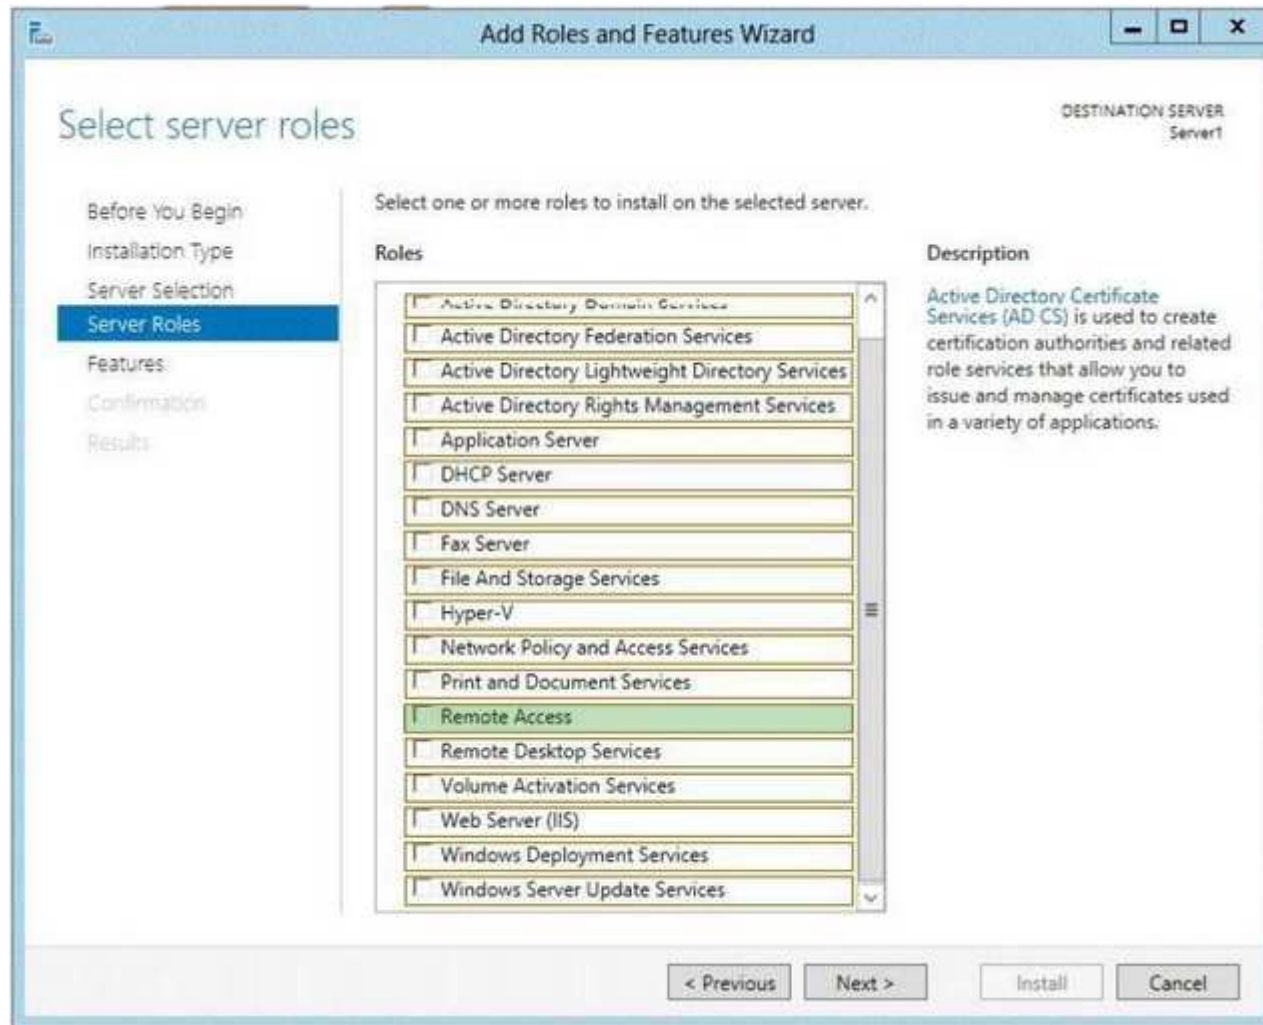 Add Roles and Features Wizard
Select server roles
DESTINATION SERVER
Server1
Before You Begin
Installation Type
Server Selection
Server Roles
Features
Confirmation
Results
Select one or more roles to install on the selected server.
Roles
Active Directory Domain Services
Active Directory Federation Services
Active Directory Lightweight Directory Services
Active Directory Rights Management Services
Application Server
DHCP Server
DNS Server
Fax Server
File And Storage Services
Hyper-V
Network Policy and Access Services
Print and Document Services
Remote Access
Remote Desktop Services
Volume Activation Services
Web Server (IIS)
Windows Deployment Services
Windows Server Update Services
Description
Active Directory Certificate
Services (AD CS) is used to create
certification authorities and related
role services that allow you to
issue and manage certificates used
in a variety of applications.
< Previous
Next >
Install
Cancel